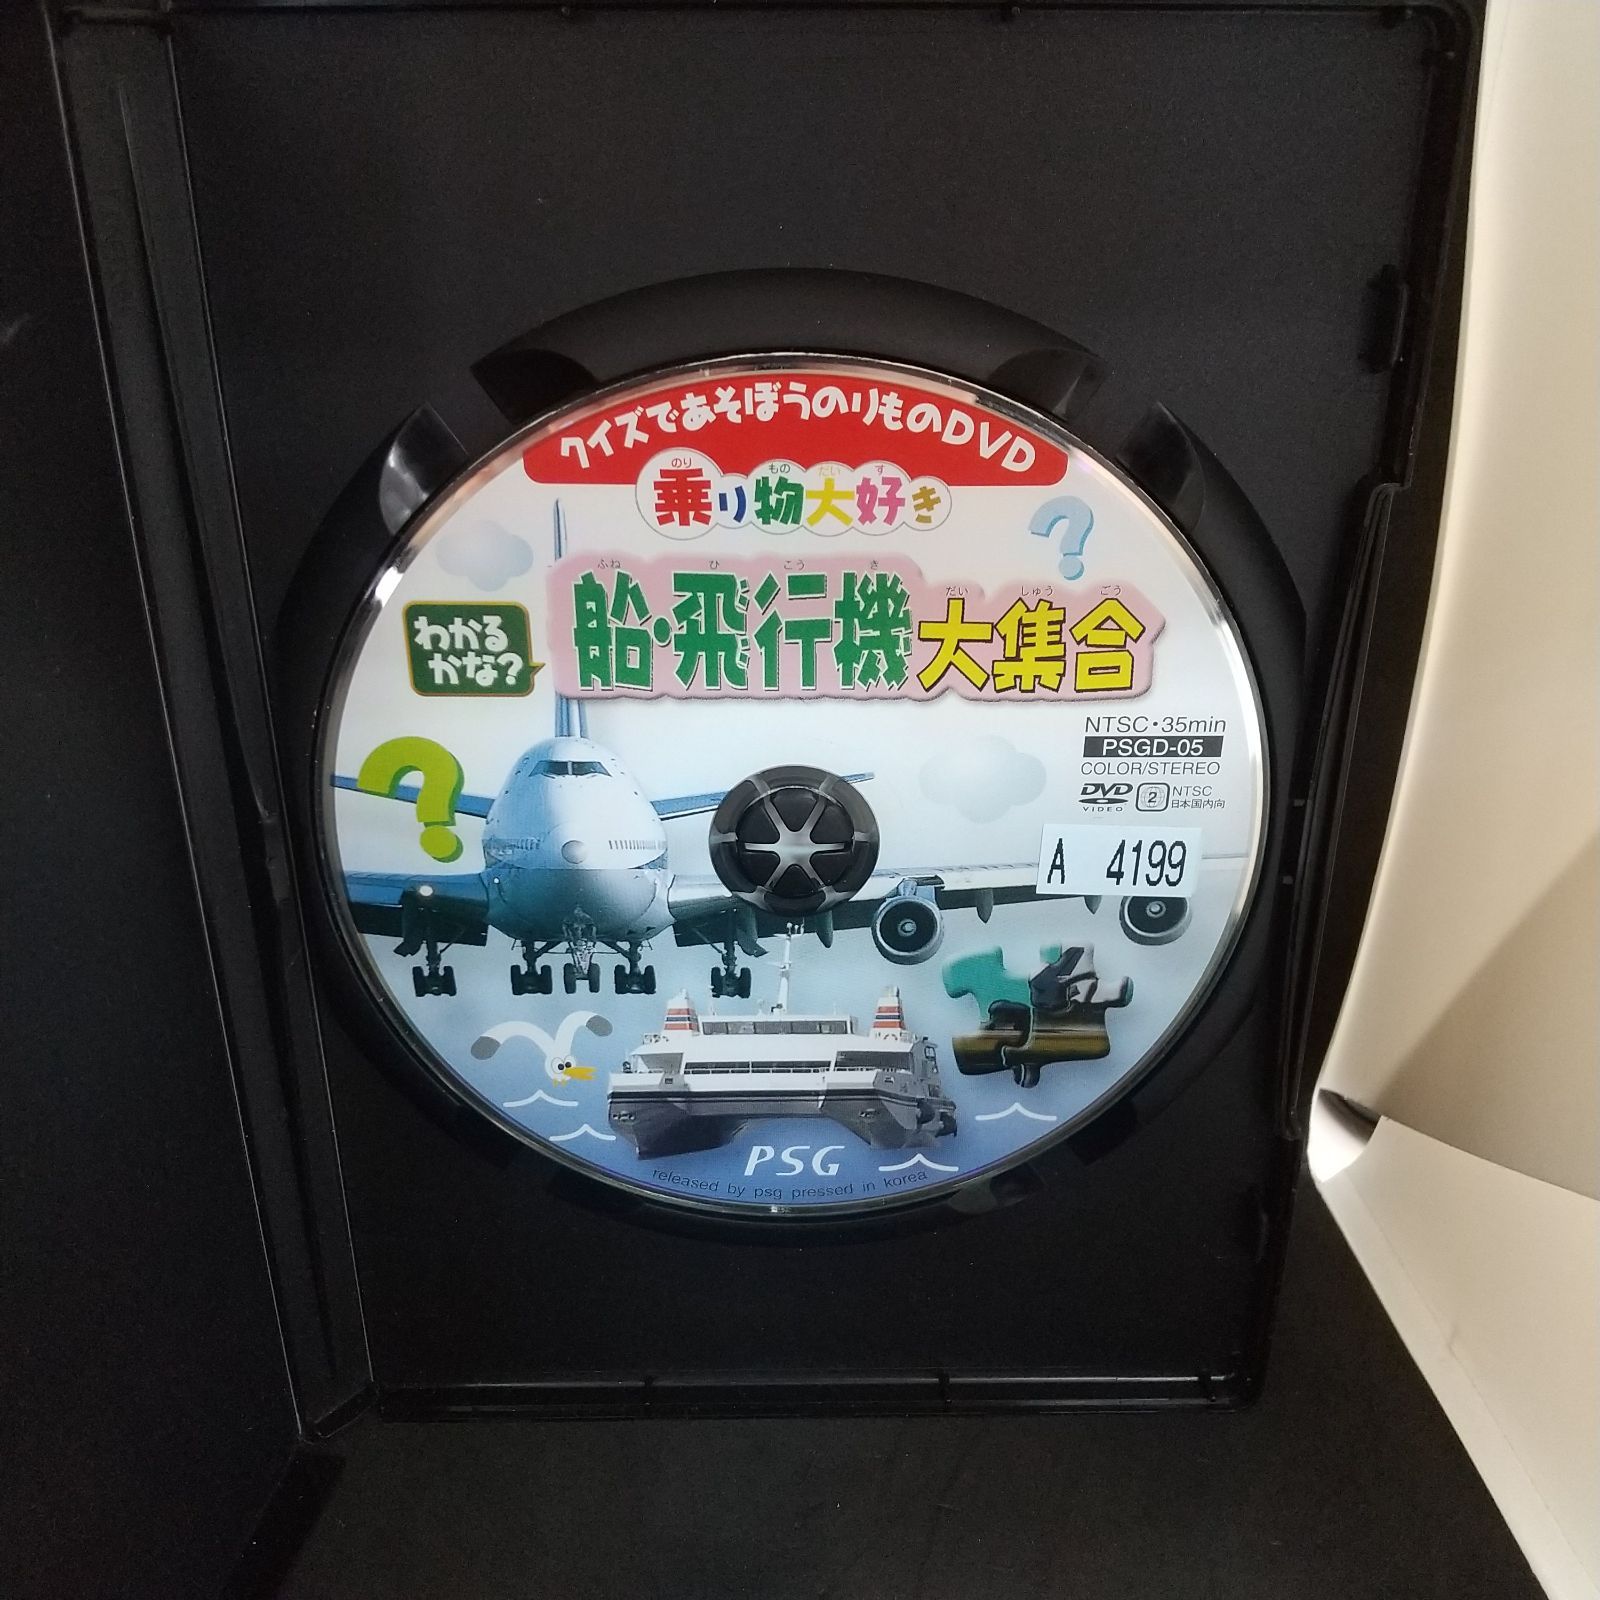 クイズであそぼうのりものDVD
のり もの だい す
乗り物大好き
ふね ひ こう き だい しゅう ごう
船・飛行機大集合
わかる
かな?
?
?
NTSC・35min
PSGD-05
COLOR/STEREO
DVD
VIDEO
2
NTSC
日本国内向
A 4199
PSG
released by psg pressed in korea